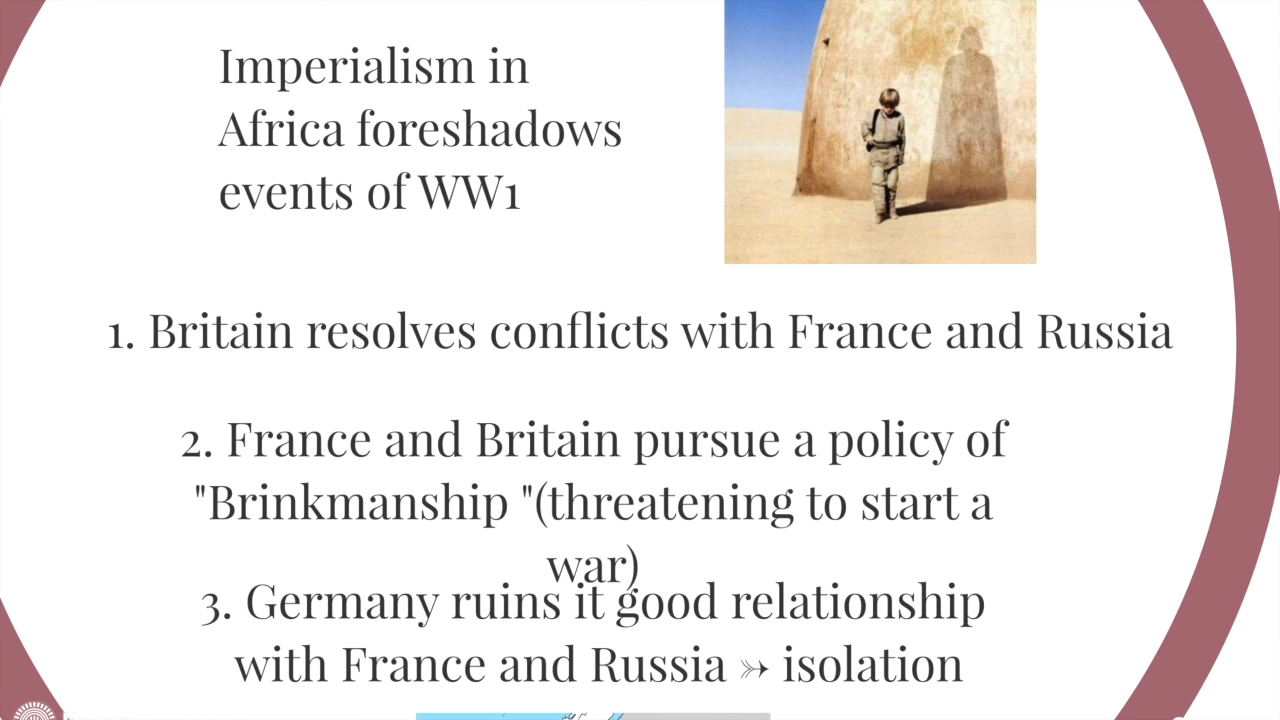 Imperialism in
Africa foreshadows
events of WW1
1. Britain resolves conflicts with France and Russia
2. France and Britain pursue a policy of
"Brinkmanship "(threatening to start a
war)
3. Germany ruins it good relationship
with France and Russia ➳ isolation